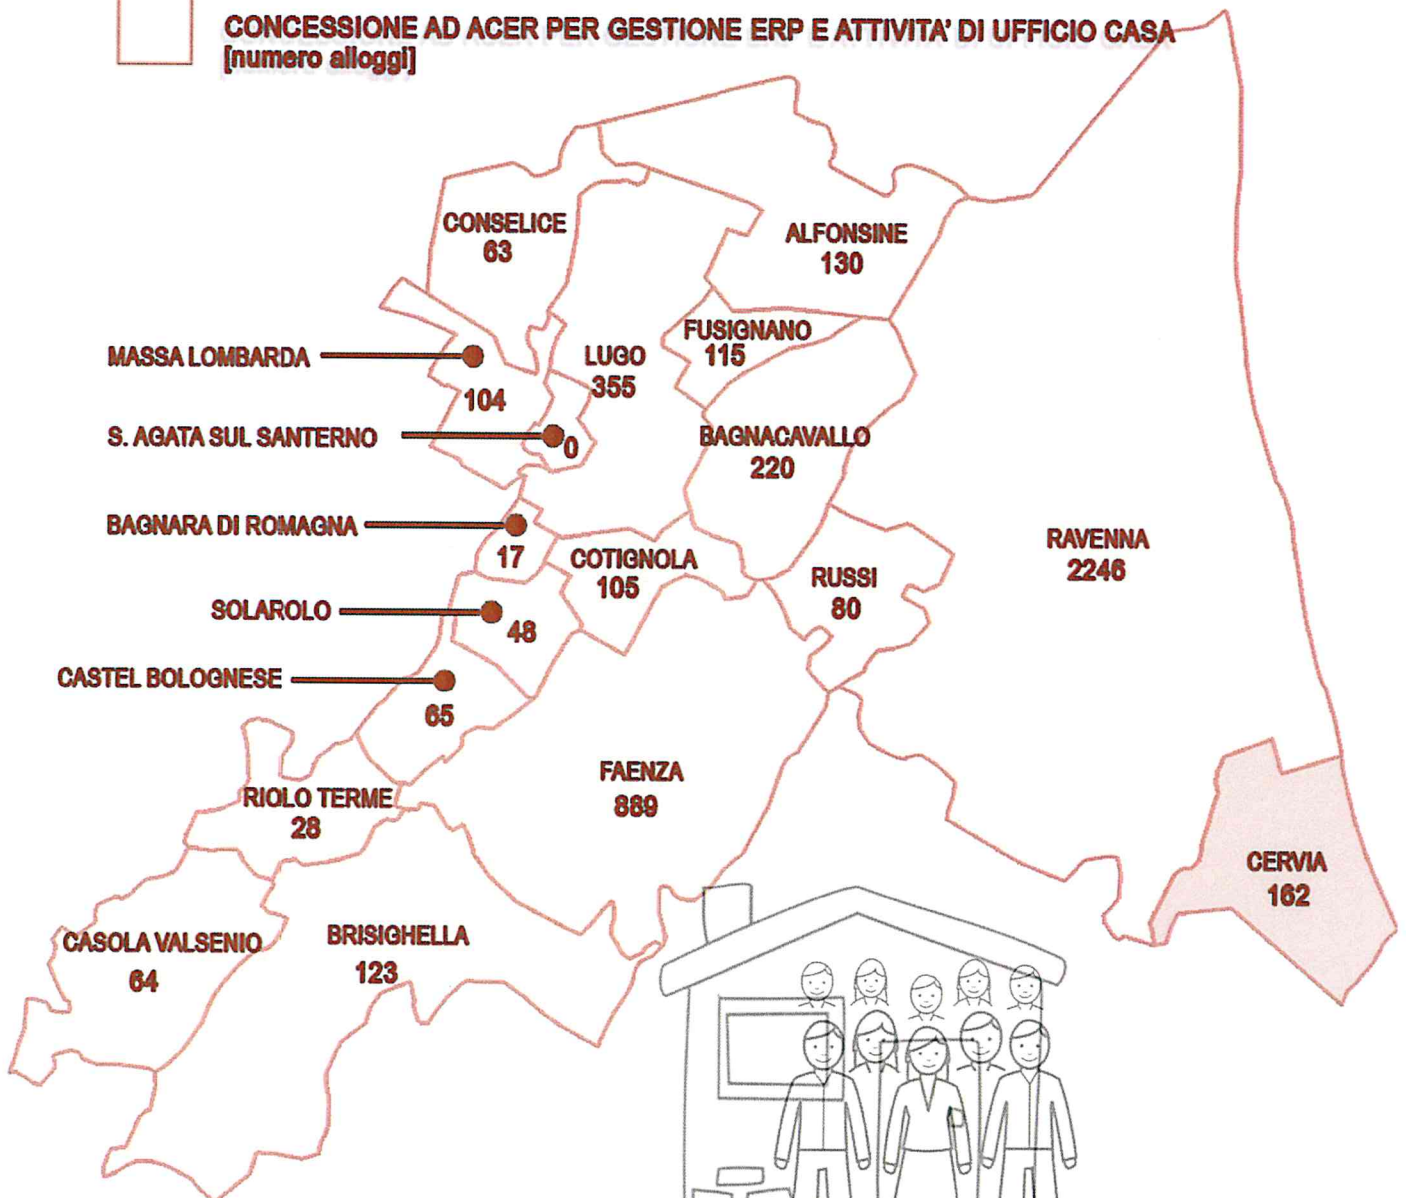 CONCESSIONE AD ACER PER GESTIONE ERP E ATTIVITA' DI UFFICIO CASA
[numero alloggi]
CONSELICE
63
ALFONSINE
130
FUSIGNANO
115
MASSA LOMBARDA
104
LUGO
355
S. AGATA SUL SANTERNO
0
BAGNACAVALLO
220
BAGNARA DI ROMAGNA
17
COTIGNOLA
105
RUSSI
80
RAVENNA
2246
SOLAROLO
48
CASTEL BOLOGNESE
65
FAENZA
889
RIOLO TERME
28
CERVIA
162
CASOLA VALSENIO
64
BRISIGHELLA
123